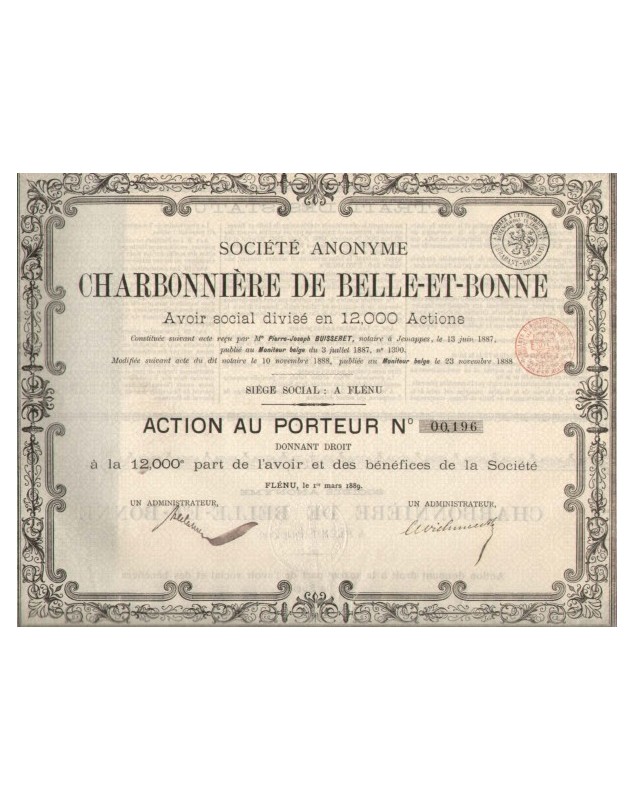 SOCIÉTÉ ANONYME
CHARBONNIÈRE DE BELLE-ET-BONNE
Avoir social divisé en 12,000 Actions
Constituée suivant acte reçu par Mᵉ Pierre-Joseph BUISSERET, notaire à Jemappes, le 15 juin 1887,
publié au Moniteur belge du 3 juillet 1887, nᵒ 1390.
Modifiée suivant acte du dit notaire le 10 novembre 1888, publiée au Moniteur belge le 23 novembre 1888
SIÈGE SOCIAL : A FLÉNU
ACTION AU PORTEUR Nᵒ 00,196
DONNANT DROIT
à la 12,000ᵉ part de l'avoir et des bénéfices de la Société
FLÉNU, le 1ᵉʳ mars 1889.
UN ADMINISTRATEUR, UN ADMINISTRATEUR,